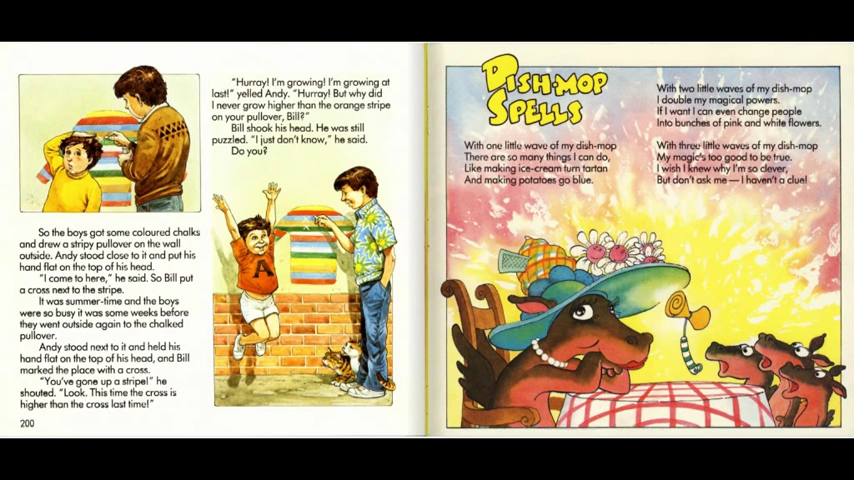 So the boys got some coloured chalks
and drew a stripy pullover on the wall
outside. Andy stood close to it and put his
hand flat on the top of his head.
"I come to here," he said. So Bill put
a cross next to the stripe.
It was summer-time and the boys
were so busy it was some weeks before
they went outside again to the chalked
pullover.
Andy stood next to it and held his
hand flat on the top of his head, and Bill
marked the place with a cross.
"You've gone up a stripe!" he
shouted. "Look. This time the cross is
higher than the cross last time!"
200
"Hurray! I'm growing! I'm growing at
last!" yelled Andy. "Hurray! But why did
I never grow higher than the orange stripe
on your pullover, Bill?"
Bill shook his head. He was still
puzzled. "I just don't know," he said.
Do you?
A
DISH-MOP
SPELLS
With one little wave of my dish-mop
There are so many things I can do,
Like making ice-cream turn tartan
And making potatoes go blue.
With two little waves of my dish-mop
I double my magical powers.
If I want I can even change people
Into bunches of pink and white flowers.
With three little waves of my dish-mop
My magic's too good to be true.
I wish I knew why I'm so clever,
But don't ask me — I haven't a clue!